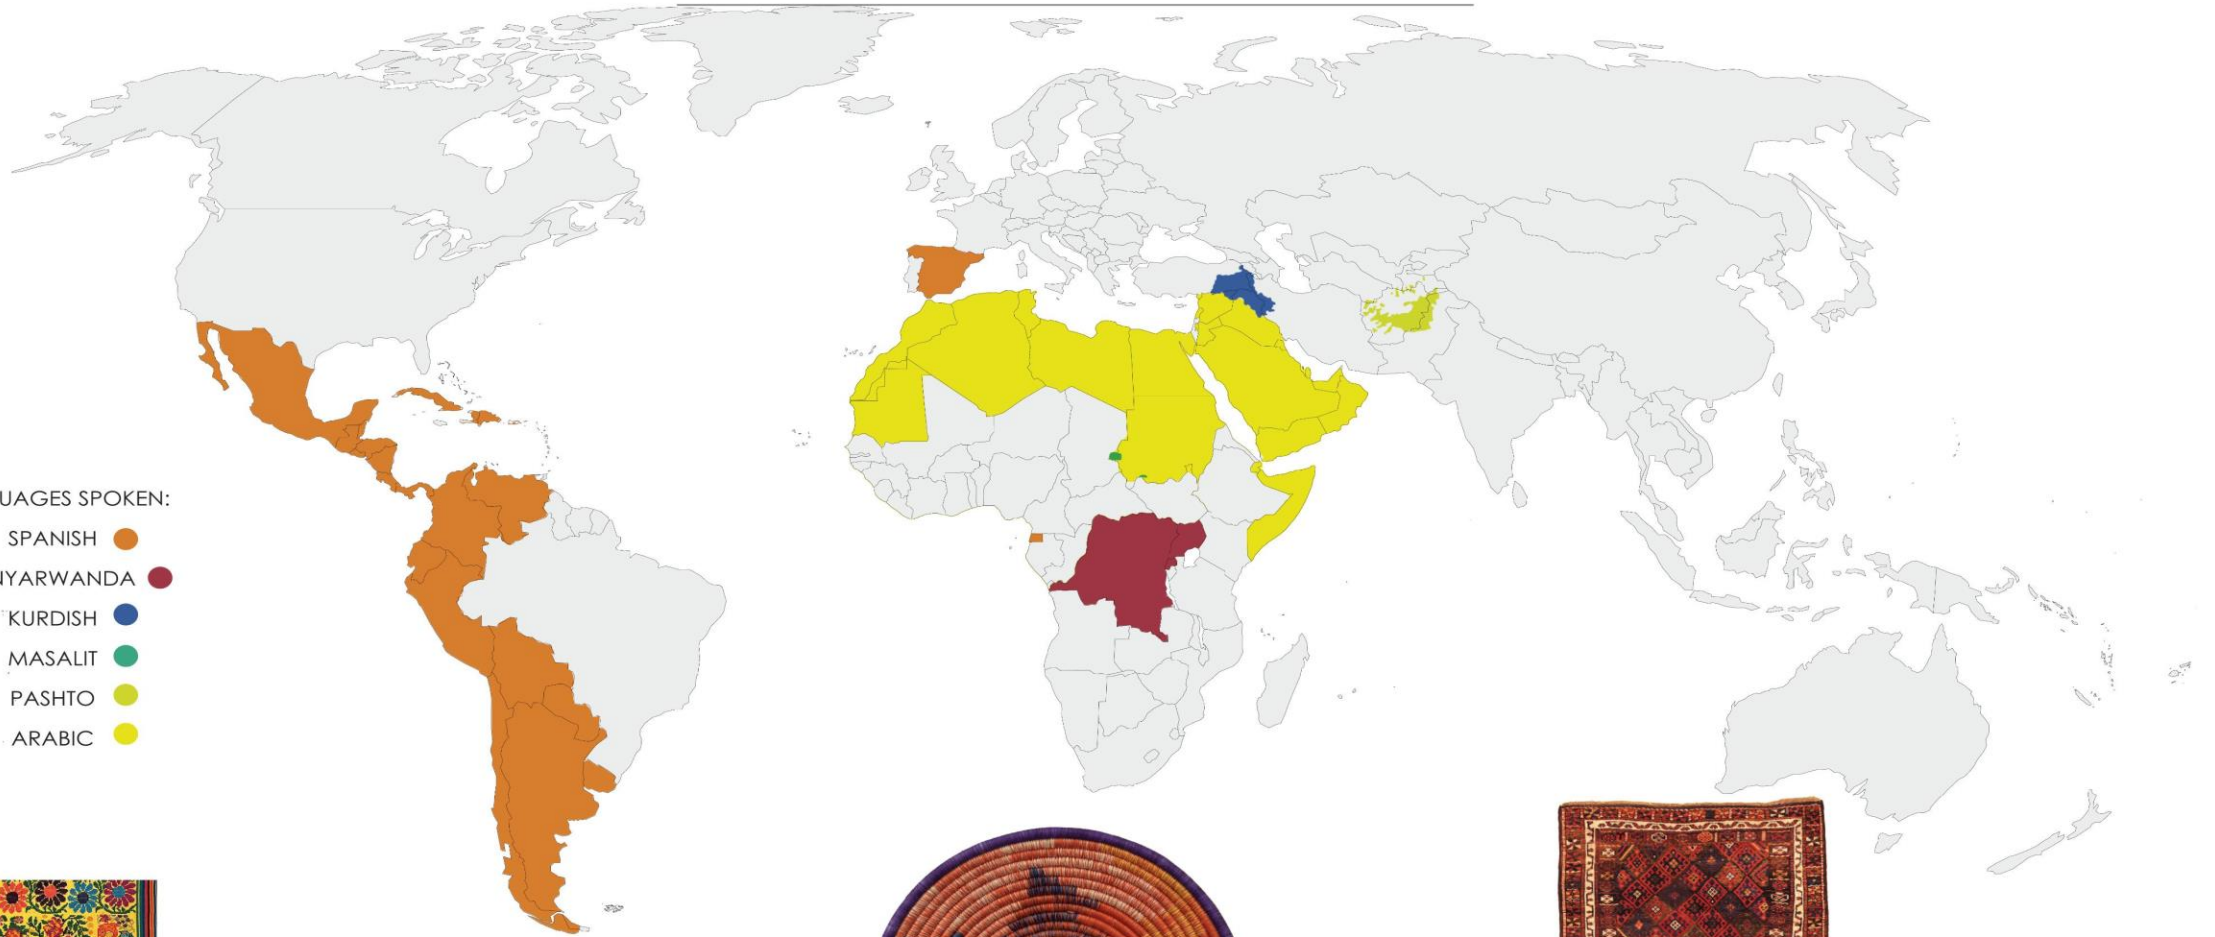 UAGES SPOKEN:
SPANISH
NYARWANDA
KURDISH
MASALIT
PASHTO
ARABIC